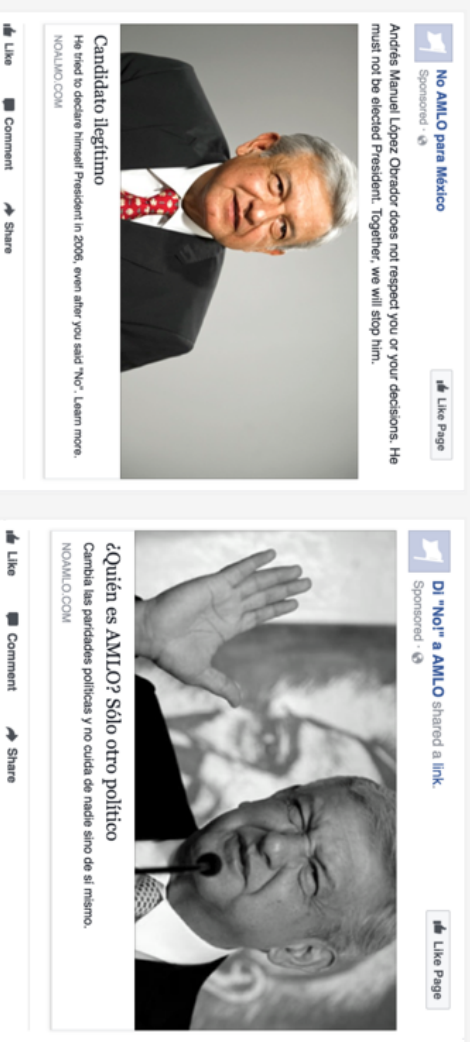 No AMLO para México
Sponsored ·
Like Page
Andrés Manuel López Obrador does not respect you or your decisions. He
must not be elected President. Together, we will stop him.
Candidato ilegítimo
He tried to declare himself President in 2006, even after you said "No". Learn more.
NOALMO.COM
Like Comment Share
Di "No!" a AMLO shared a link.
Sponsored ·
Like Page
¿Quién es AMLO? Sólo otro político
Cambia las paridades políticas y no cuida de nadie sino de sí mismo.
NOAMLO.COM
Like Comment Share